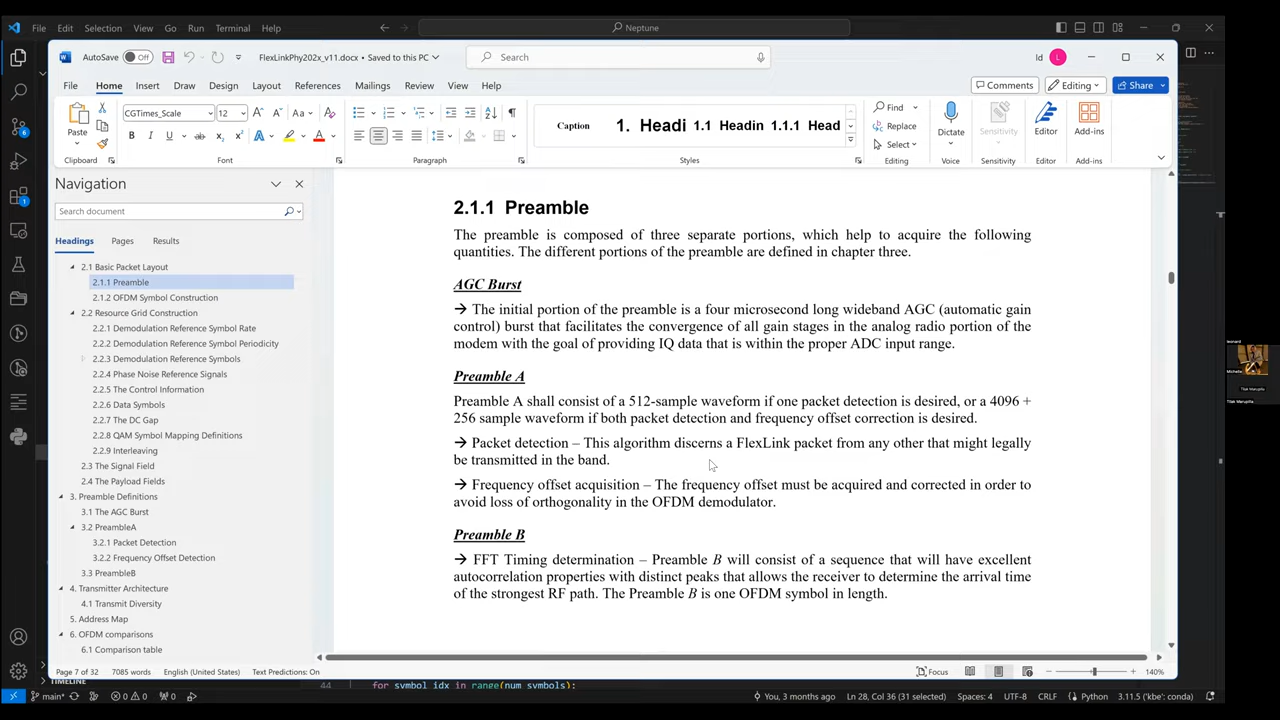 File Edit Selection View Go Run Terminal Help
Neptune
AutoSave Off
FlexLinkPhy202x_v11.docx • Saved to this PC
Search
ld L
File Home Insert Draw Design Layout References Mailings Review View Help
Comments Editing Share
Paste
CGTimes_Scale 12
Caption 1. Headi 1.1 Headin 1.1.1 Head
Find
Replace
Select
Dictate Sensitivity Editor Add-ins
Clipboard Font Paragraph Styles Editing Voice Sensitivity Editor Add-ins
Navigation
Search document
Headings Pages Results
2.1 Basic Packet Layout
2.1.1 Preamble
2.1.2 OFDM Symbol Construction
2.2 Resource Grid Construction
2.2.1 Demodulation Reference Symbol Rate
2.2.2 Demodulation Reference Symbol Periodicity
2.2.3 Demodulation Reference Symbols
2.2.4 Phase Noise Reference Signals
2.2.5 The Control Information
2.2.6 Data Symbols
2.2.7 The DC Gap
2.2.8 QAM Symbol Mapping Definitions
2.2.9 Interleaving
2.3 The Signal Field
2.4 The Payload Fields
3. Preamble Definitions
3.1 The AGC Burst
3.2 PreambleA
3.2.1 Packet Detection
3.2.2 Frequency Offset Detection
3.3 PreambleB
4. Transmitter Architecture
4.1 Transmit Diversity
5. Address Map
6. OFDM comparisons
6.1 Comparison table
2.1.1 Preamble
The preamble is composed of three separate portions, which help to acquire the following
quantities. The different portions of the preamble are defined in chapter three.
AGC Burst
→ The initial portion of the preamble is a four microsecond long wideband AGC (automatic gain
control) burst that facilitates the convergence of all gain stages in the analog radio portion of the
modem with the goal of providing IQ data that is within the proper ADC input range.
Preamble A
Preamble A shall consist of a 512-sample waveform if one packet detection is desired, or a 4096 +
256 sample waveform if both packet detection and frequency offset correction is desired.
→ Packet detection – This algorithm discerns a FlexLink packet from any other that might legally
be transmitted in the band.
→ Frequency offset acquisition – The frequency offset must be acquired and corrected in order to
avoid loss of orthogonality in the OFDM demodulator.
Preamble B
→ FFT Timing determination – Preamble B will consist of a sequence that will have excellent
autocorrelation properties with distinct peaks that allows the receiver to determine the arrival time
of the strongest RF path. The Preamble B is one OFDM symbol in length.
Page 7 of 32 7085 words English (United States) Text Predictions: On
Focus 140%
TIMELINE
44 for symbol_idx in range(num_symbols):
main* 0 0 0
You, 3 months ago Ln 28, Col 36 (31 selected) Spaces: 4 UTF-8 CRLF Python 3.11.5 ('kbe': conda)
leonard
Michelle
Tilak Marupilla
Tilak Marupilla